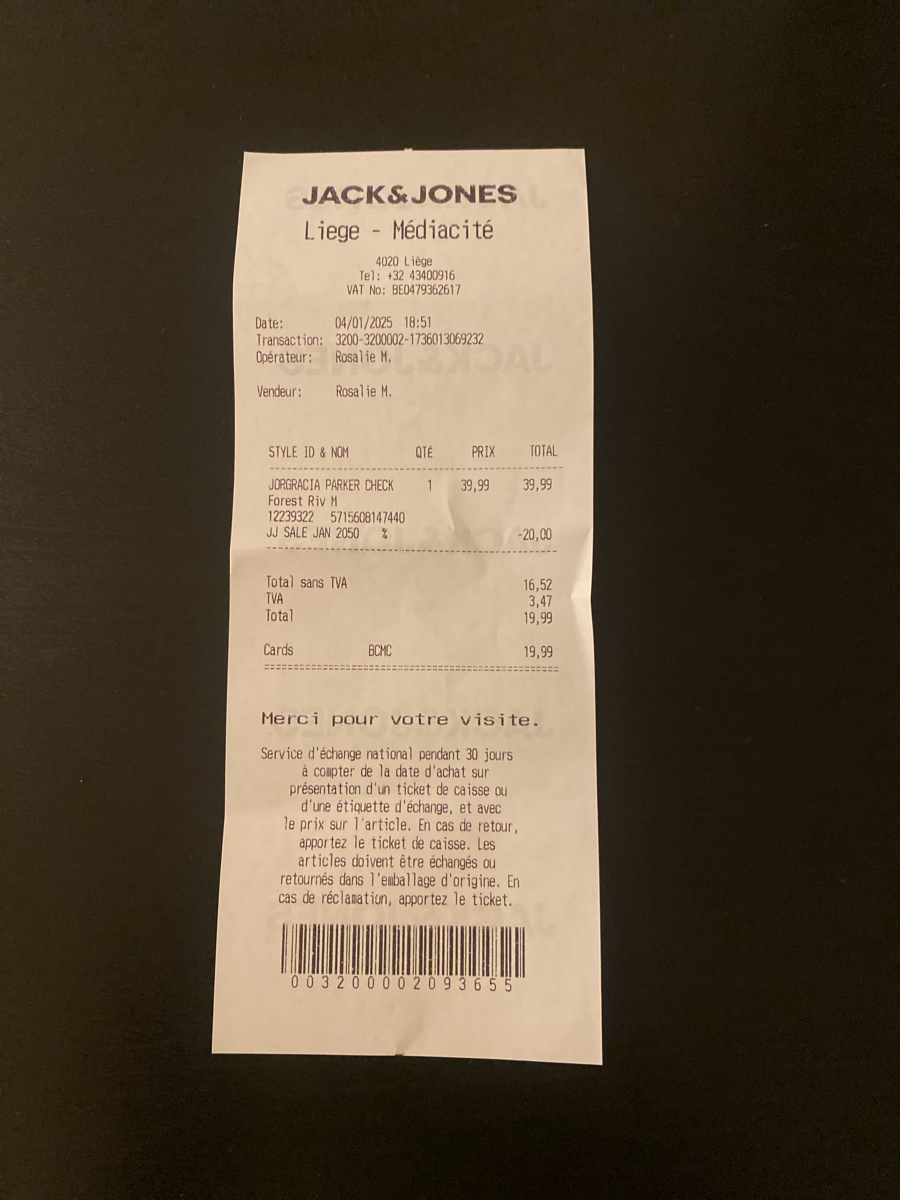 JACK&JONES
Liege - Médiacité
4020 Liège
Tel: +32 43400916
VAT No: BE0479362617
Date: 04/01/2025 18:51
Transaction: 3200-3200002-1736013069232
Opérateur: Rosalie M.
Vendeur: Rosalie M.
STYLE ID & NOM QTÉ PRIX TOTAL
JORGRACIA PARKER CHECK 1 39,99 39,99
Forest Riv M
12239322 5715608147440
JJ SALE JAN 2050 % -20,00
Total sans TVA 16,52
TVA 3,47
Total 19,99
Cards BCMC 19,99
Merci pour votre visite.
Service d'échange national pendant 30 jours
à compter de la date d'achat sur
présentation d'un ticket de caisse ou
d'une étiquette d'échange, et avec
le prix sur l'article. En cas de retour,
apportez le ticket de caisse. Les
articles doivent être échangés ou
retournés dans l'emballage d'origine. En
cas de réclamation, apportez le ticket.
003200002093655